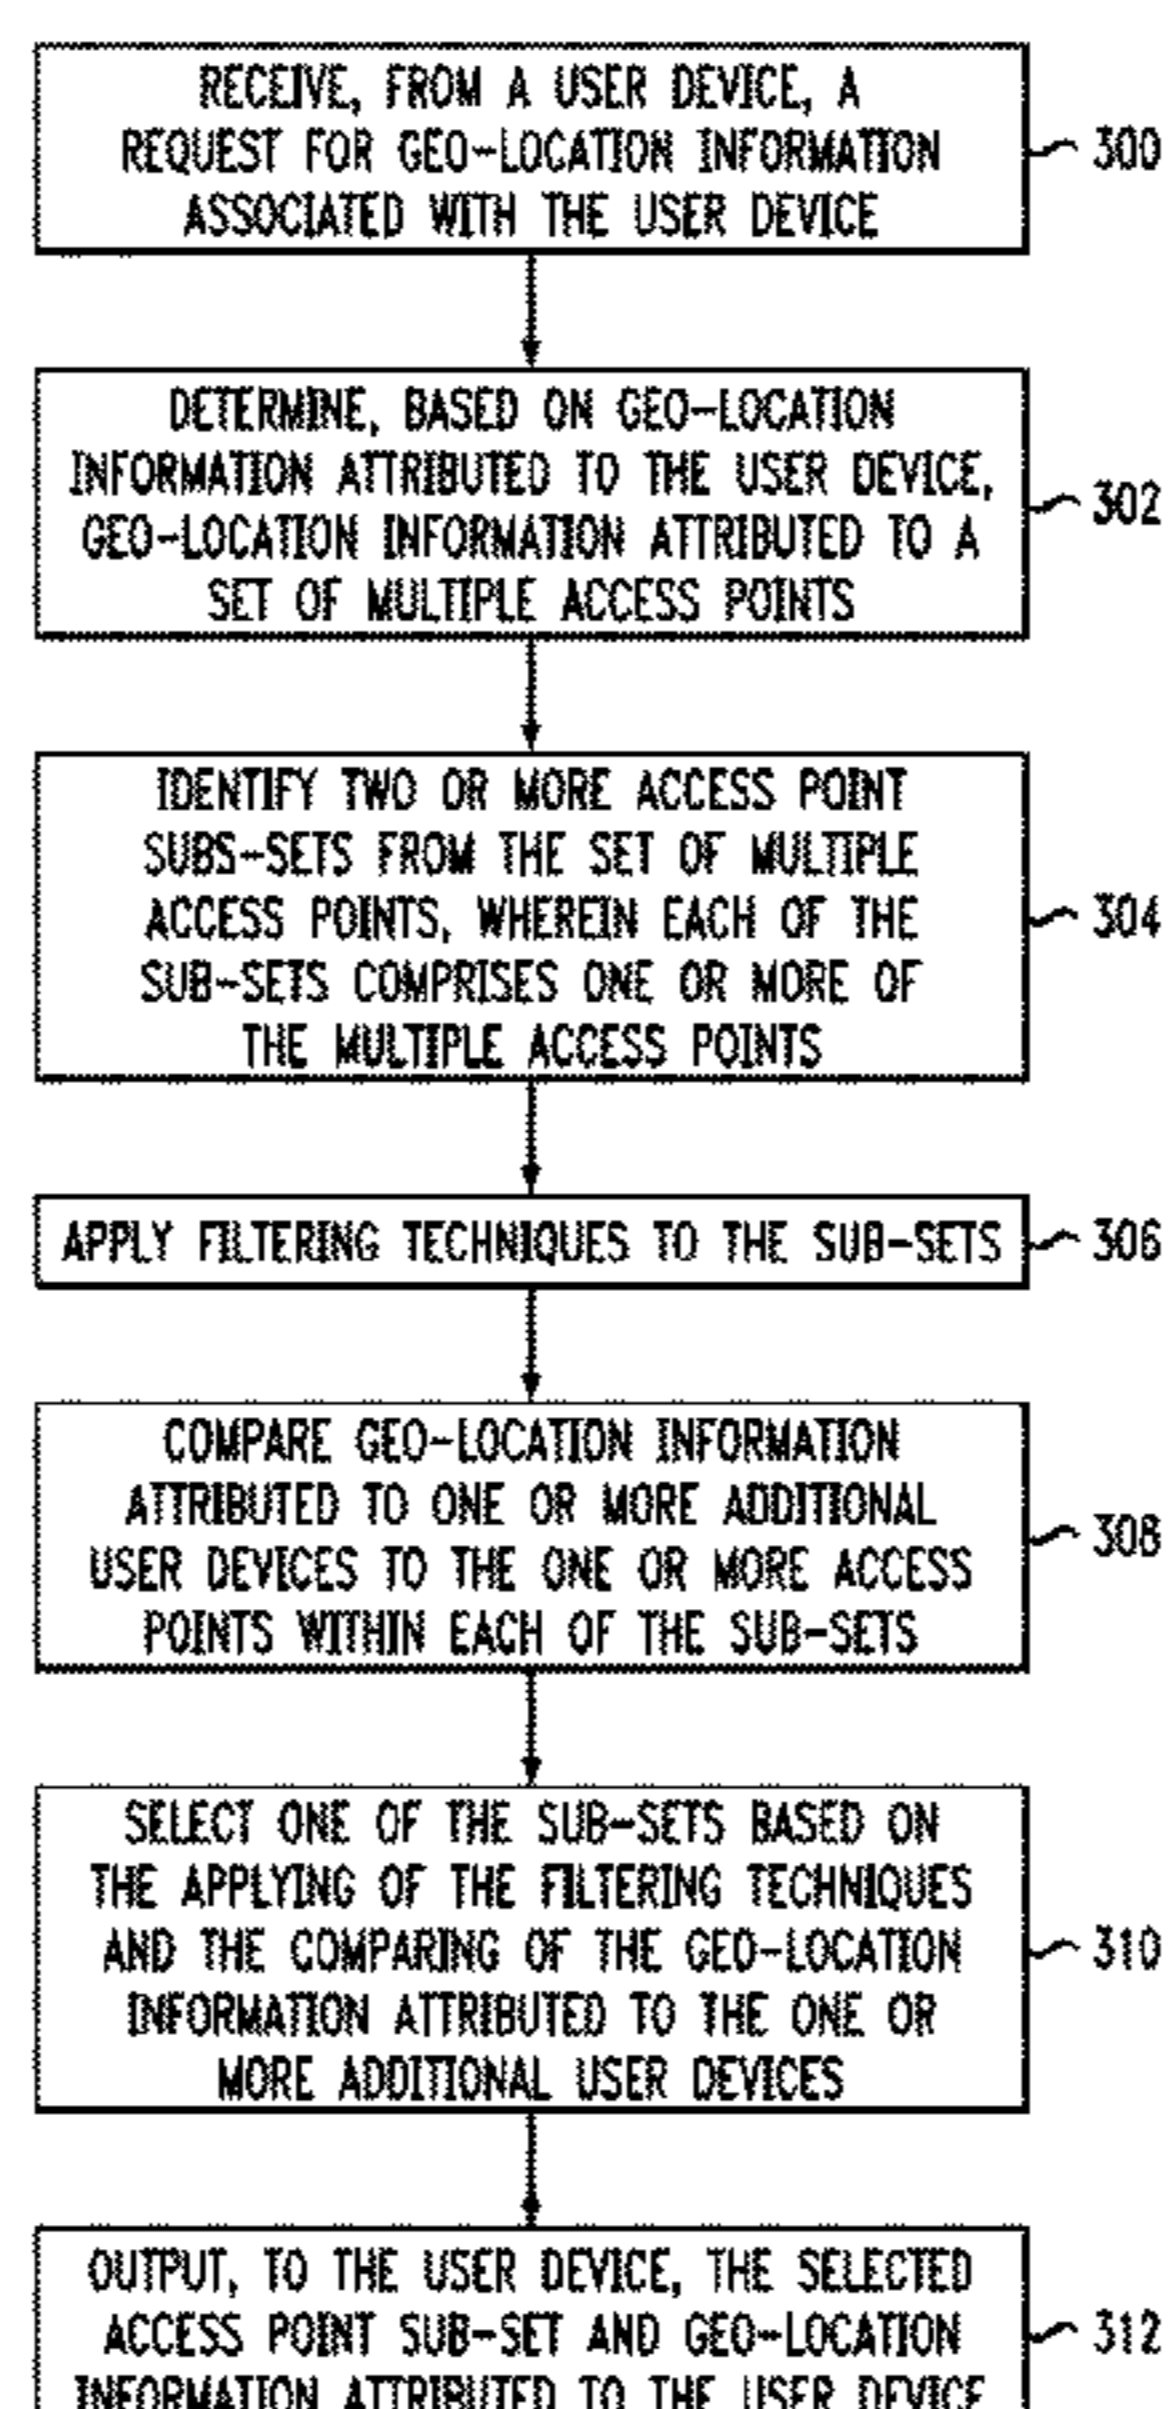 RECEIVE, FROM A USER DEVICE, A
REQUEST FOR GEO-LOCATION INFORMATION
ASSOCIATED WITH THE USER DEVICE
300
DETERMINE, BASED ON GEO-LOCATION
INFORMATION ATTRIBUTED TO THE USER DEVICE,
GEO-LOCATION INFORMATION ATTRIBUTED TO A
SET OF MULTIPLE ACCESS POINTS
302
IDENTIFY TWO OR MORE ACCESS POINT
SUBS-SETS FROM THE SET OF MULTIPLE
ACCESS POINTS, WHEREIN EACH OF THE
SUB-SETS COMPRISES ONE OR MORE OF
THE MULTIPLE ACCESS POINTS
304
APPLY FILTERING TECHNIQUES TO THE SUB-SETS
306
COMPARE GEO-LOCATION INFORMATION
ATTRIBUTED TO ONE OR MORE ADDITIONAL
USER DEVICES TO THE ONE OR MORE ACCESS
POINTS WITHIN EACH OF THE SUB-SETS
308
SELECT ONE OF THE SUB-SETS BASED ON
THE APPLYING OF THE FILTERING TECHNIQUES
AND THE COMPARING OF THE GEO-LOCATION
INFORMATION ATTRIBUTED TO THE ONE OR
MORE ADDITIONAL USER DEVICES
310
OUTPUT, TO THE USER DEVICE, THE SELECTED
ACCESS POINT SUB-SET AND GEO-LOCATION
INFORMATION ATTRIBUTED TO THE USER DEVICE
312